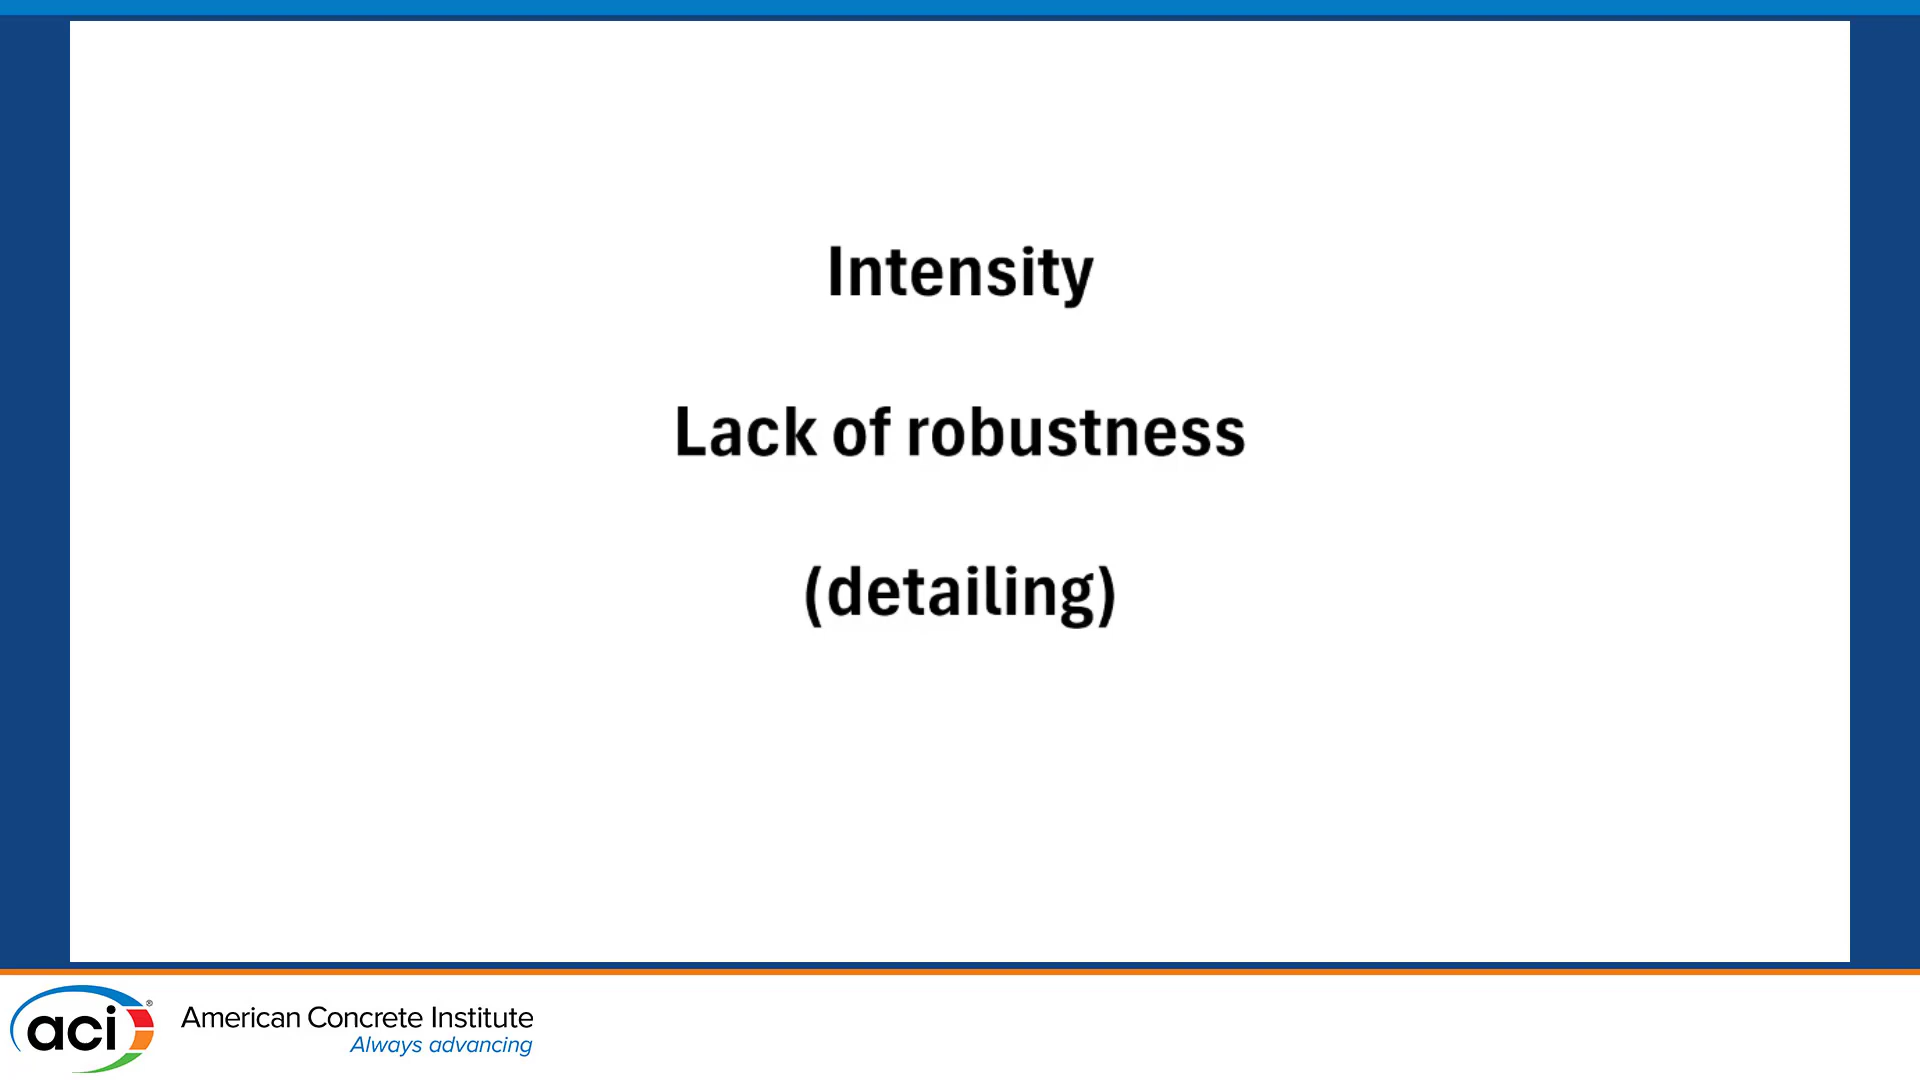 Intensity
Lack of robustness
(detailing)
aci®
American Concrete Institute
Always advancing